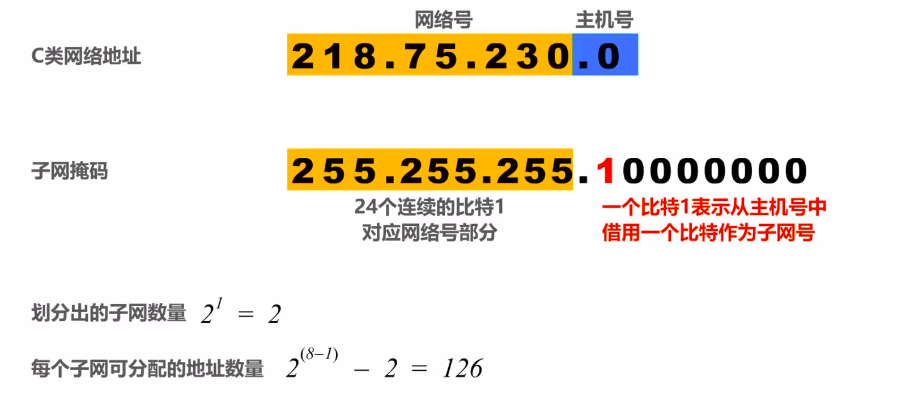 网络号 主机号
C类网络地址 218.75.230.0
子网掩码 255.255.255.10000000
24个连续的比特1 一个比特1表示从主机号中
对应网络号部分 借用一个比特作为子网号
划分出的子网数量 2^1 = 2
每个子网可分配的地址数量 2^(8-1) - 2 = 126